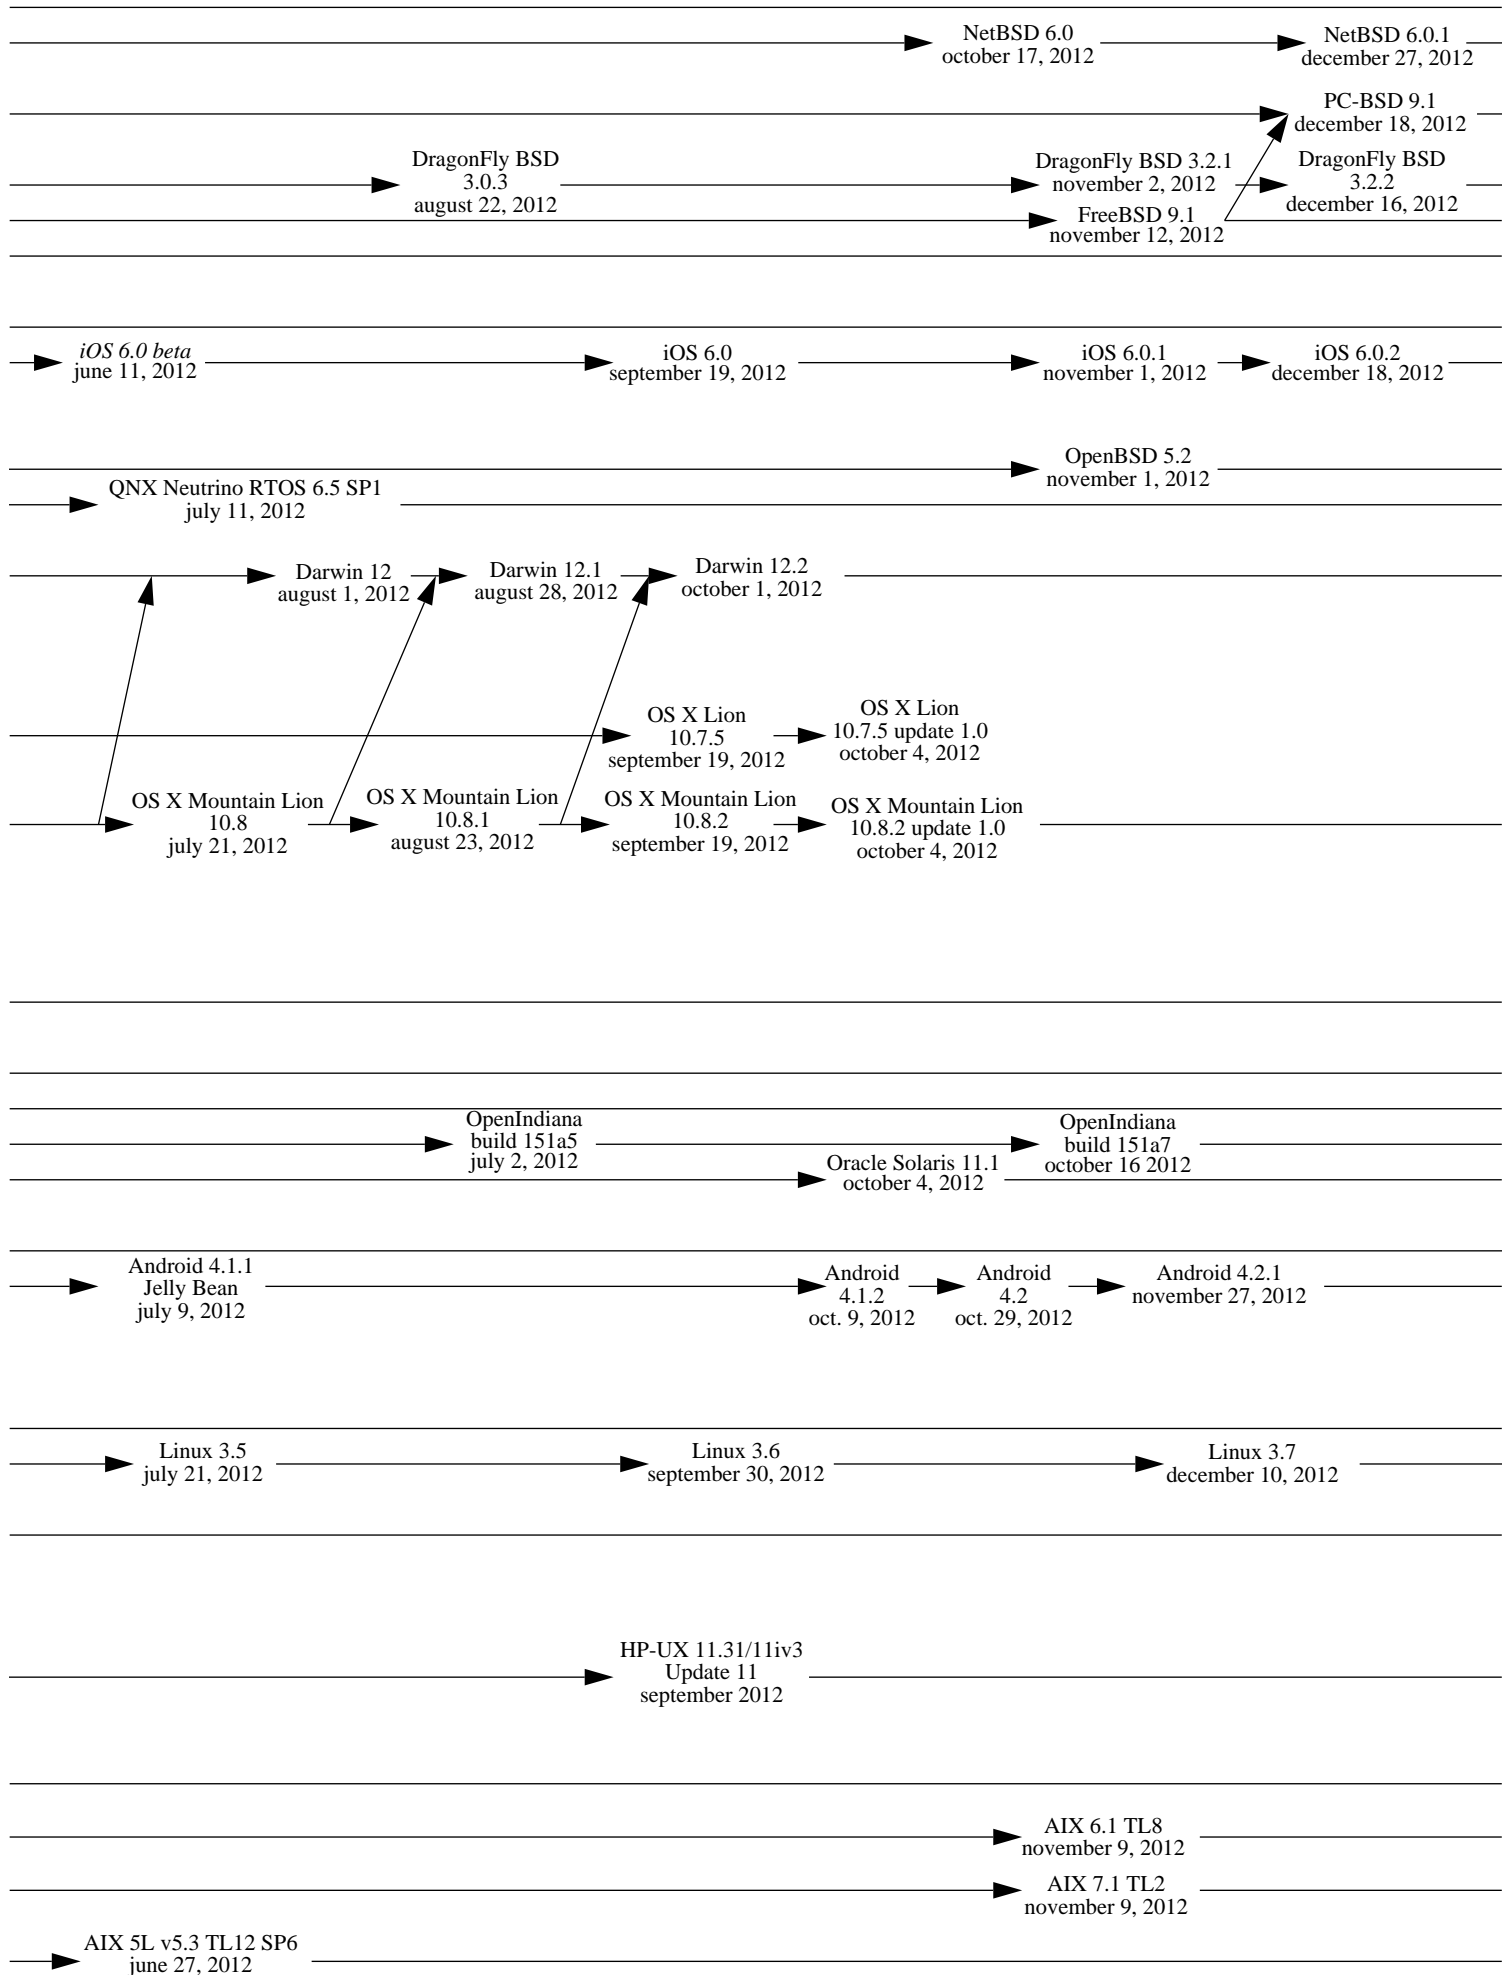 NetBSD 6.0
october 17, 2012
NetBSD 6.0.1
december 27, 2012
PC-BSD 9.1
december 18, 2012
DragonFly BSD
3.0.3
august 22, 2012
DragonFly BSD 3.2.1
november 2, 2012
DragonFly BSD
3.2.2
december 16, 2012
FreeBSD 9.1
november 12, 2012
iOS 6.0 beta
june 11, 2012
iOS 6.0
september 19, 2012
iOS 6.0.1
november 1, 2012
iOS 6.0.2
december 18, 2012
OpenBSD 5.2
november 1, 2012
QNX Neutrino RTOS 6.5 SP1
july 11, 2012
Darwin 12
august 1, 2012
Darwin 12.1
august 28, 2012
Darwin 12.2
october 1, 2012
OS X Lion
10.7.5
september 19, 2012
OS X Lion
10.7.5 update 1.0
october 4, 2012
OS X Mountain Lion
10.8
july 21, 2012
OS X Mountain Lion
10.8.1
august 23, 2012
OS X Mountain Lion
10.8.2
september 19, 2012
OS X Mountain Lion
10.8.2 update 1.0
october 4, 2012
OpenIndiana
build 151a5
july 2, 2012
OpenIndiana
build 151a7
october 16 2012
Oracle Solaris 11.1
october 4, 2012
Android 4.1.1
Jelly Bean
july 9, 2012
Android
4.1.2
oct. 9, 2012
Android
4.2
oct. 29, 2012
Android 4.2.1
november 27, 2012
Linux 3.5
july 21, 2012
Linux 3.6
september 30, 2012
Linux 3.7
december 10, 2012
HP-UX 11.31/11iv3
Update 11
september 2012
AIX 6.1 TL8
november 9, 2012
AIX 7.1 TL2
november 9, 2012
AIX 5L v5.3 TL12 SP6
june 27, 2012